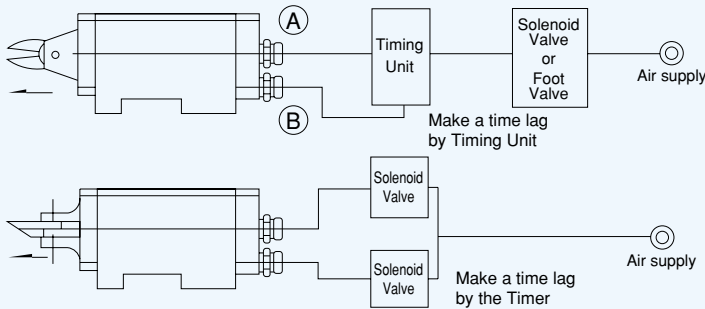 A
B
Timing
Unit
Solenoid
Valve
or
Foot
Valve
Air supply
Make a time lag
by Timing Unit
Solenoid
Valve
Solenoid
Valve
Air supply
Make a time lag
by the Timer